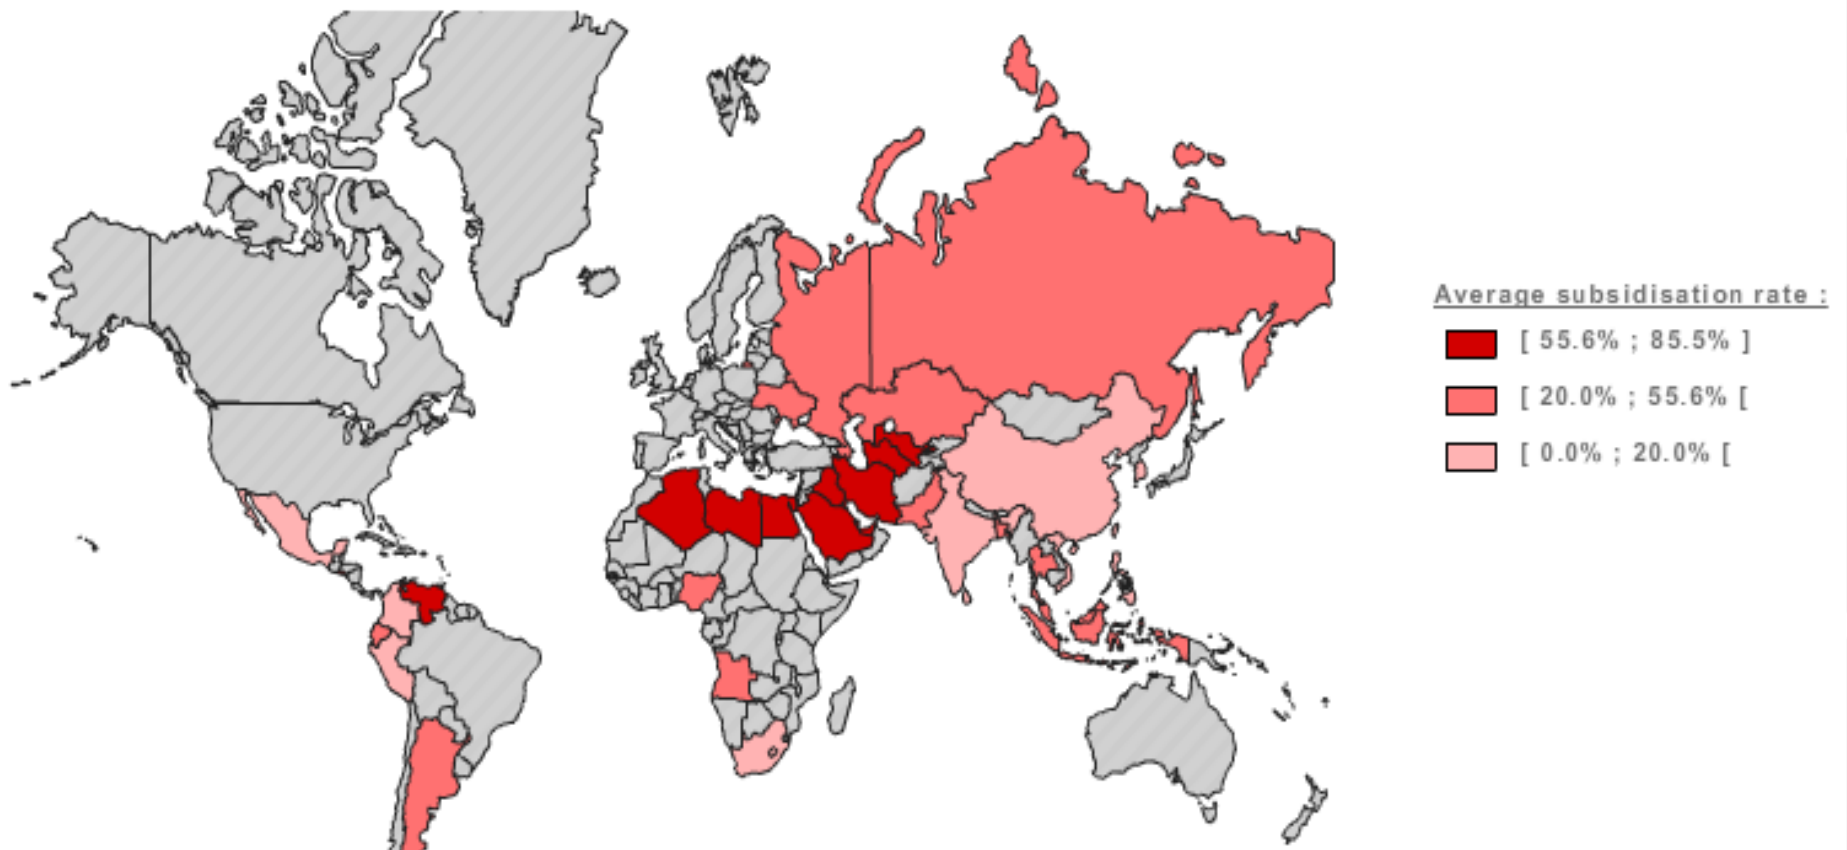 Average subsidisation rate :
[ 55.6% ; 85.5% ]
[ 20.0% ; 55.6% [
[ 0.0% ; 20.0% [